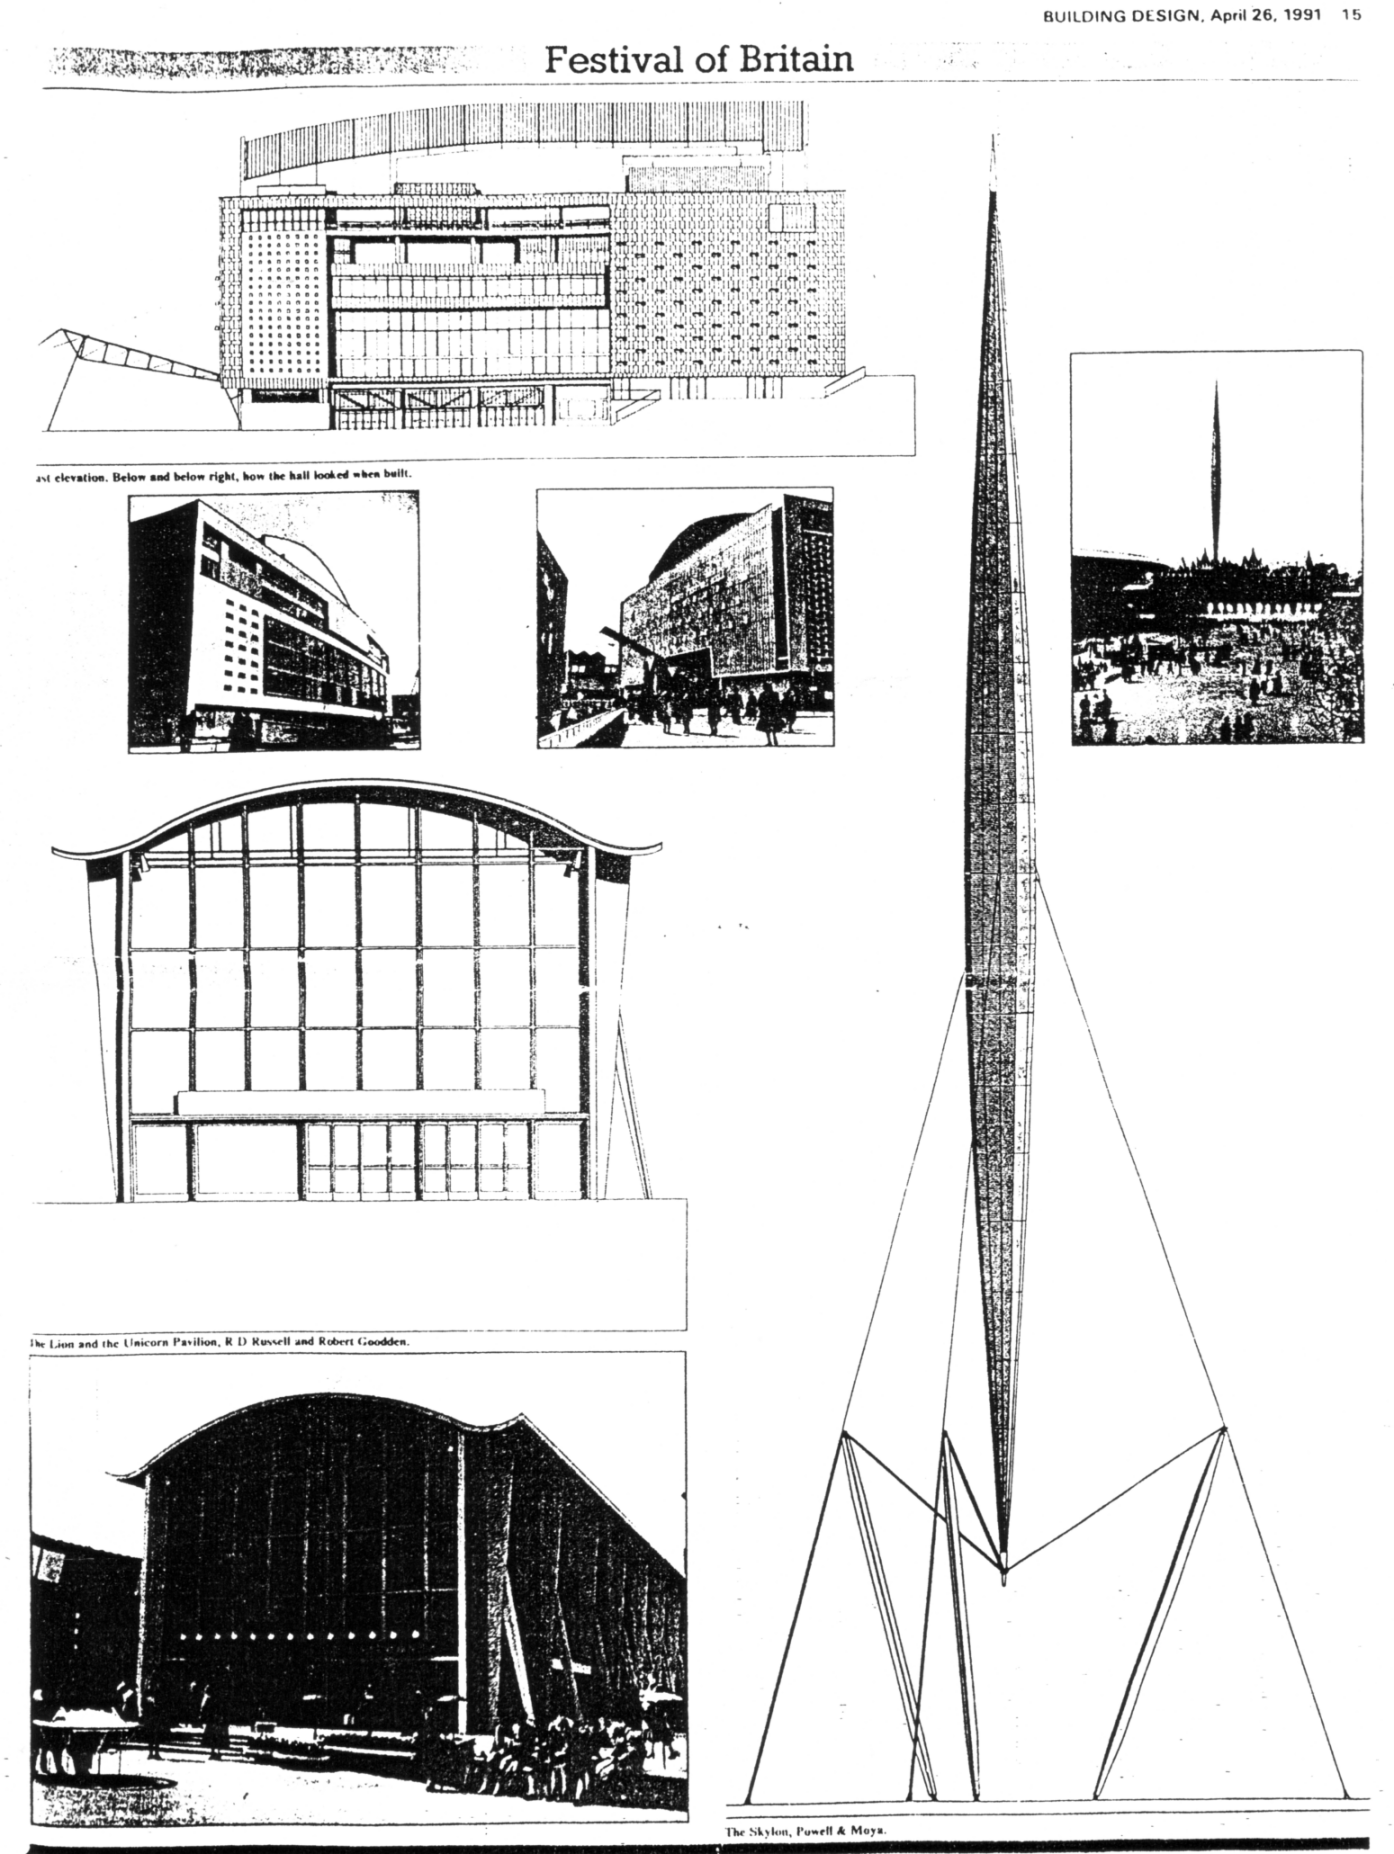 BUILDING DESIGN, April 26, 1991 15
Festival of Britain
ast elevation. Below and below right, how the hall looked when built.
The Lion and the Unicorn Pavilion, R D Russell and Robert Goodden.
The Skylon, Powell & Moya.